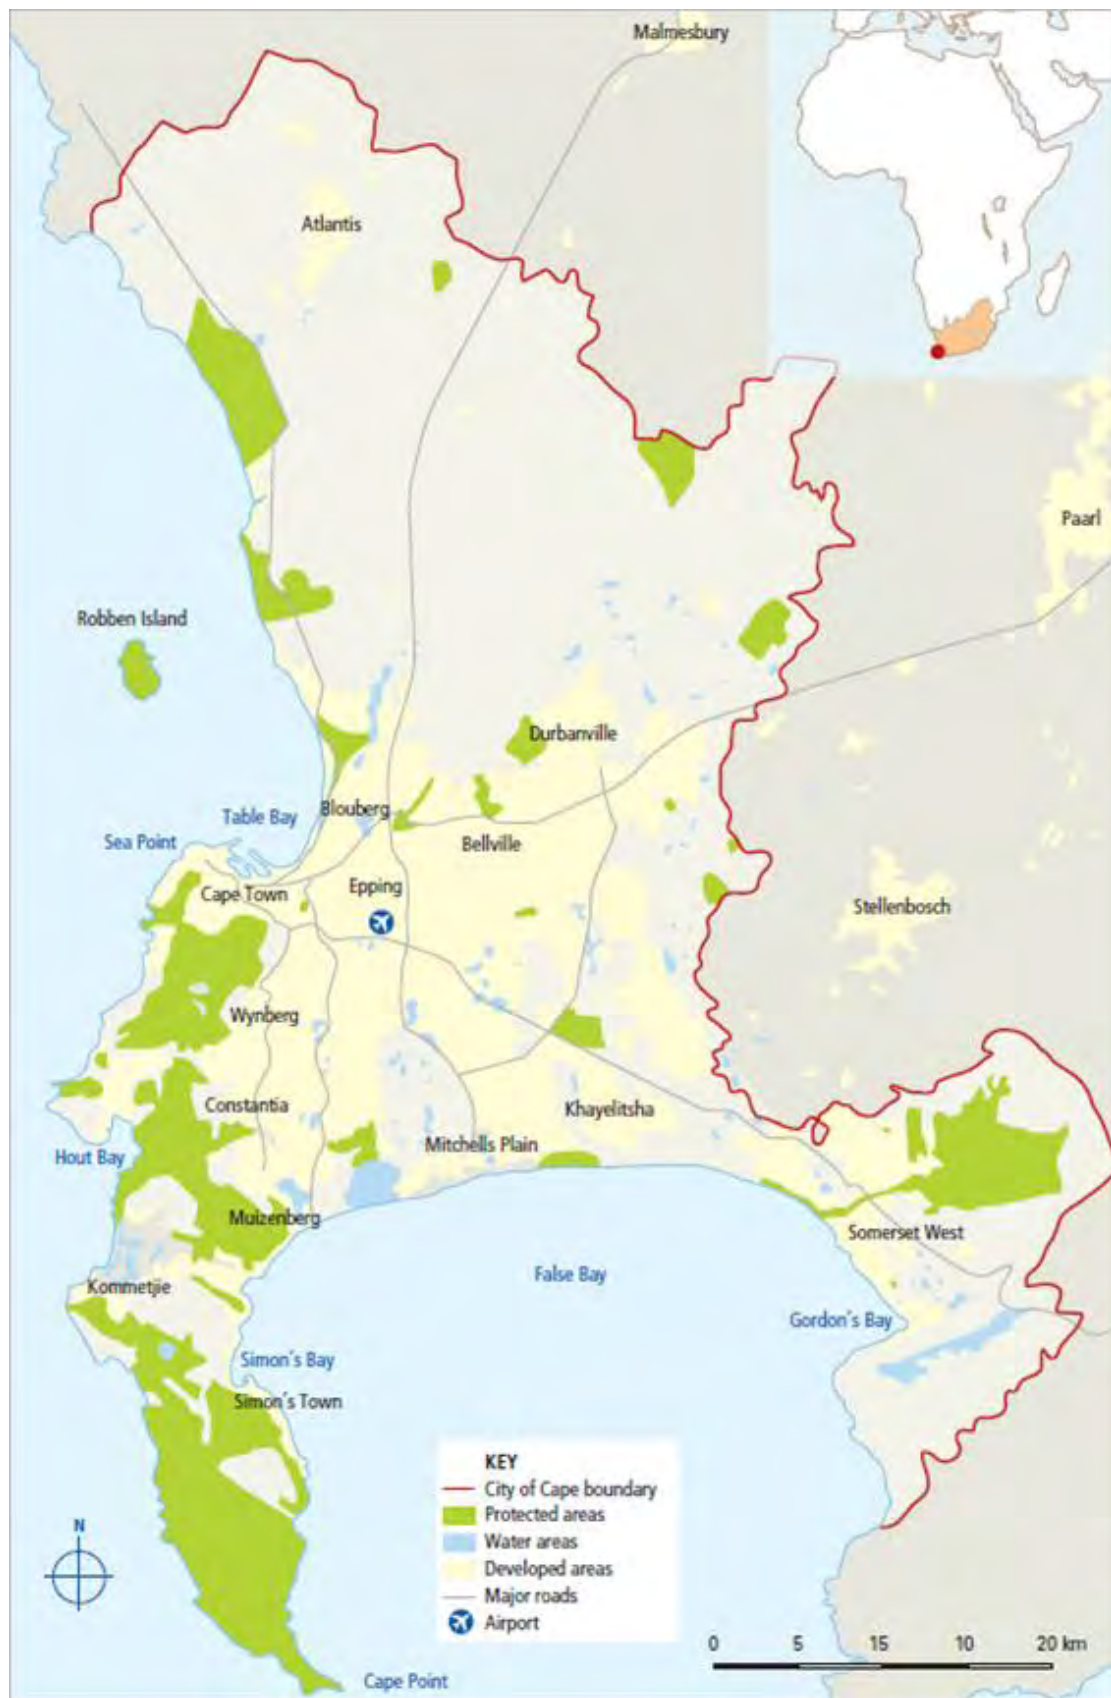 Malmesbury
Atlantis
Paarl
Robben Island
Durbanville
Table Bay
Blouberg
Sea Point
Bellville
Cape Town
Epping
Stellenbosch
Wynberg
Constantia
Khayelitsha
Mitchells Plain
Hout Bay
Muizenberg
Somerset West
False Bay
Kommetjie
Gordon's Bay
Simon's Bay
Simon's Town
KEY
City of Cape boundary
Protected areas
Water areas
Developed areas
Major roads
Airport
N
0 5 15 10 20 km
Cape Point